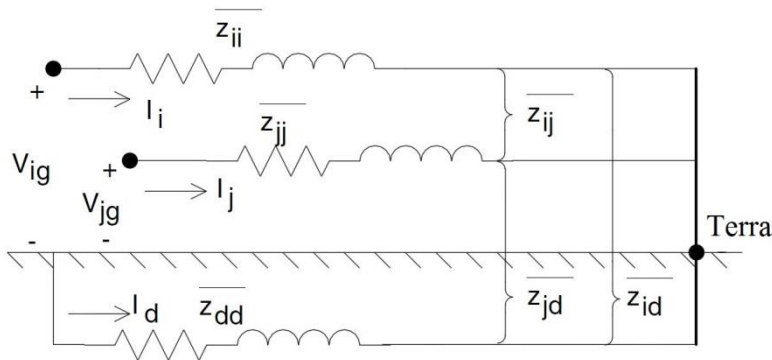 z̅ii
+
Ii
z̅jj
z̅ij
Vig
+
Ij
Vjg
Terra
-
-
Id
z̅dd
z̅jd
z̅id